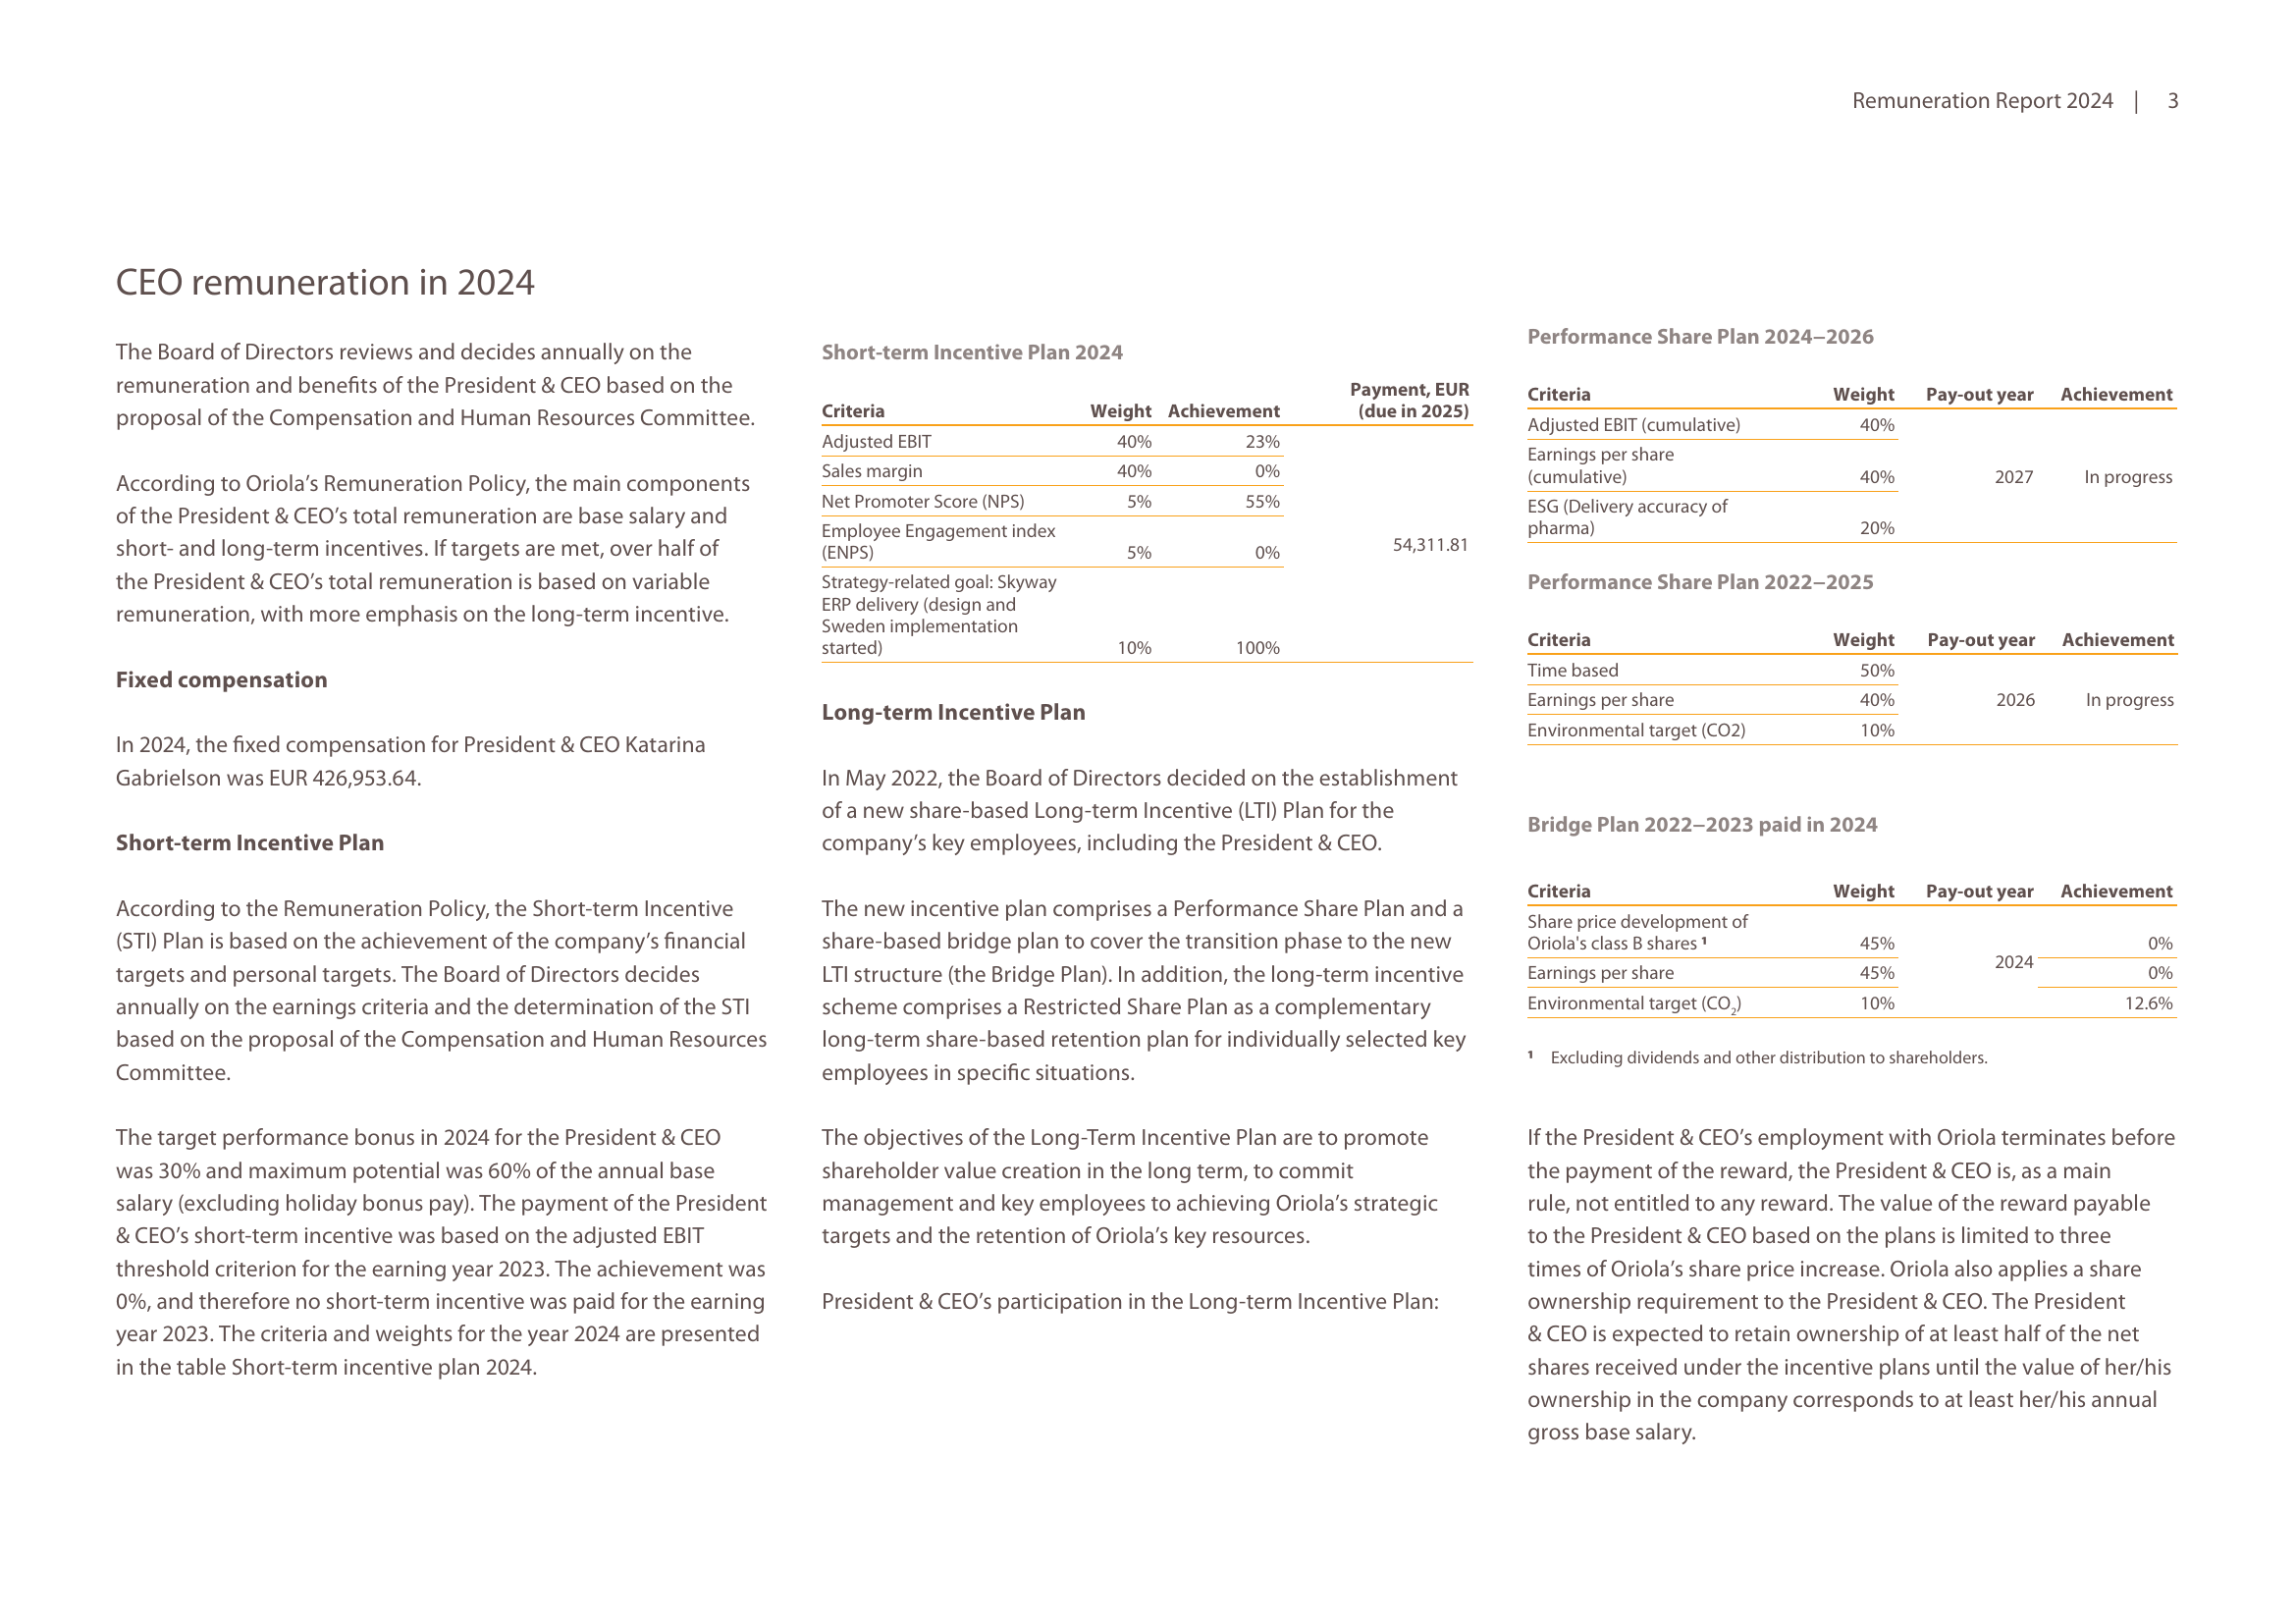 Remuneration Report 2024 | 3
CEO remuneration in 2024
The Board of Directors reviews and decides annually on the
remuneration and benefits of the President & CEO based on the
proposal of the Compensation and Human Resources Committee.
According to Oriola’s Remuneration Policy, the main components
of the President & CEO’s total remuneration are base salary and
short- and long-term incentives. If targets are met, over half of
the President & CEO’s total remuneration is based on variable
remuneration, with more emphasis on the long-term incentive.
Fixed compensation
In 2024, the fixed compensation for President & CEO Katarina
Gabrielson was EUR 426,953.64.
Short-term Incentive Plan
According to the Remuneration Policy, the Short-term Incentive
(STI) Plan is based on the achievement of the company’s financial
targets and personal targets. The Board of Directors decides
annually on the earnings criteria and the determination of the STI
based on the proposal of the Compensation and Human Resources
Committee.
The target performance bonus in 2024 for the President & CEO
was 30% and maximum potential was 60% of the annual base
salary (excluding holiday bonus pay). The payment of the President
& CEO’s short-term incentive was based on the adjusted EBIT
threshold criterion for the earning year 2023. The achievement was
0%, and therefore no short-term incentive was paid for the earning
year 2023. The criteria and weights for the year 2024 are presented
in the table Short-term incentive plan 2024.
Short-term Incentive Plan 2024
Payment, EUR
Criteria Weight Achievement (due in 2025)
Adjusted EBIT 40% 23%
Sales margin 40% 0%
Net Promoter Score (NPS) 5% 55%
Employee Engagement index
(ENPS) 5% 0%
54,311.81
Strategy-related goal: Skyway
ERP delivery (design and
Sweden implementation
started) 10% 100%
Long-term Incentive Plan
In May 2022, the Board of Directors decided on the establishment
of a new share-based Long-term Incentive (LTI) Plan for the
company’s key employees, including the President & CEO.
The new incentive plan comprises a Performance Share Plan and a
share-based bridge plan to cover the transition phase to the new
LTI structure (the Bridge Plan). In addition, the long-term incentive
scheme comprises a Restricted Share Plan as a complementary
long-term share-based retention plan for individually selected key
employees in specific situations.
The objectives of the Long-Term Incentive Plan are to promote
shareholder value creation in the long term, to commit
management and key employees to achieving Oriola’s strategic
targets and the retention of Oriola’s key resources.
President & CEO’s participation in the Long-term Incentive Plan:
Performance Share Plan 2024–2026
Criteria Weight Pay-out year Achievement
Adjusted EBIT (cumulative) 40%
Earnings per share
(cumulative) 40% 2027 In progress
ESG (Delivery accuracy of
pharma) 20%
Performance Share Plan 2022–2025
Criteria Weight Pay-out year Achievement
Time based 50%
Earnings per share 40% 2026 In progress
Environmental target (CO2) 10%
Bridge Plan 2022–2023 paid in 2024
Criteria Weight Pay-out year Achievement
Share price development of
Oriola's class B shares ¹ 45% 0%
2024
Earnings per share 45% 0%
Environmental target (CO₂) 10% 12.6%
¹ Excluding dividends and other distribution to shareholders.
If the President & CEO’s employment with Oriola terminates before
the payment of the reward, the President & CEO is, as a main
rule, not entitled to any reward. The value of the reward payable
to the President & CEO based on the plans is limited to three
times of Oriola’s share price increase. Oriola also applies a share
ownership requirement to the President & CEO. The President
& CEO is expected to retain ownership of at least half of the net
shares received under the incentive plans until the value of her/his
ownership in the company corresponds to at least her/his annual
gross base salary.